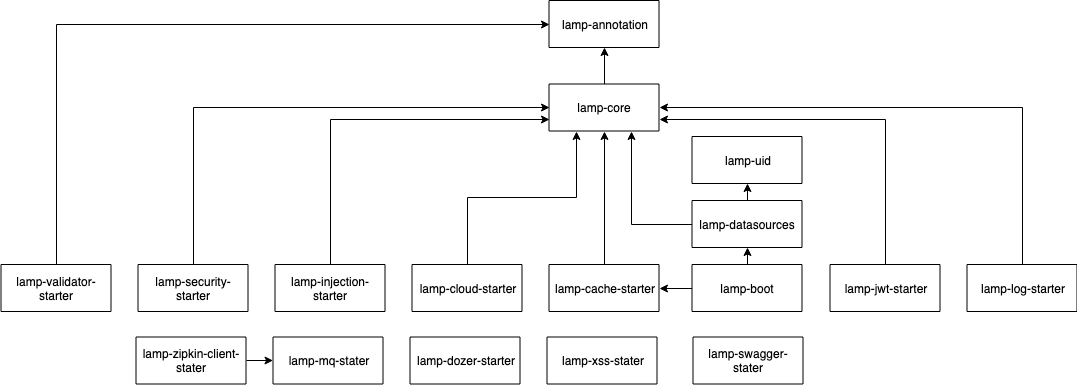 lamp-annotation
lamp-core
lamp-uid
lamp-datasources
lamp-validator-
starter
lamp-security-
starter
lamp-injection-
starter
lamp-cloud-starter
lamp-cache-starter
lamp-boot
lamp-jwt-starter
lamp-log-starter
lamp-zipkin-client-
stater
lamp-mq-stater
lamp-dozer-starter
lamp-xss-stater
lamp-swagger-
stater